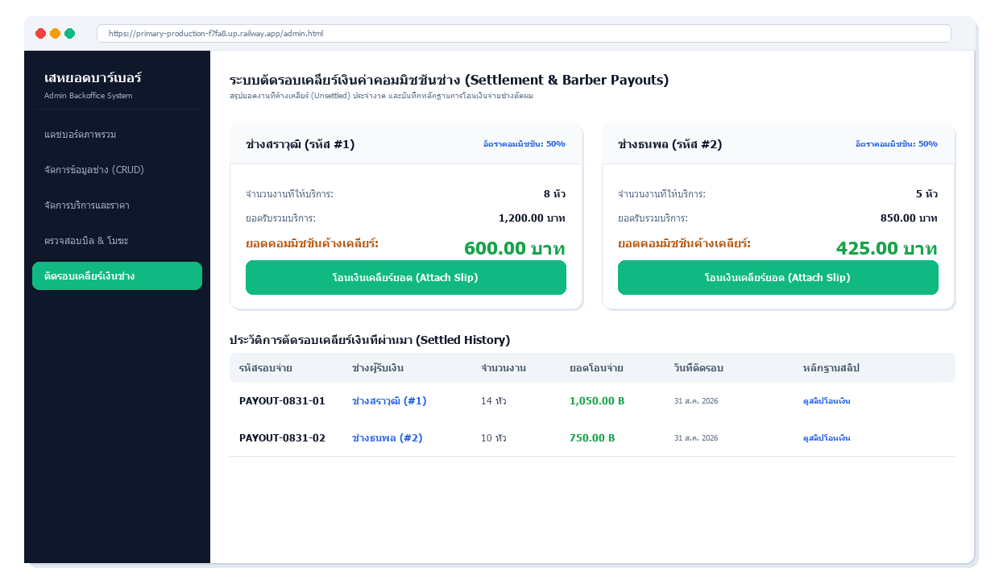 https://primary-production-f7fa8.up.railway.app/admin.html
เสหยอดบาร์เบอร์
Admin Backoffice System
แดชบอร์ดภาพรวม
จัดการข้อมูลช่าง (CRUD)
จัดการบริการและราคา
ตรวจสอบบิล & โมฆะ
ตัดรอบเคลียร์เงินช่าง
ระบบตัดรอบเคลียร์เงินค่าคอมมิชชันช่าง (Settlement & Barber Payouts)
สรุปยอดงานที่ค้างเคลียร์ (Unsettled) ประจำงวด และบันทึกหลักฐานการโอนเงินจ่ายช่างตัดผม
ช่างสราวุฒิ (รหัส #1)
อัตราคอมมิชชัน: 50%
จำนวนงานที่ให้บริการ:
8 หัว
ยอดรับรวมบริการ:
1,200.00 บาท
ยอดคอมมิชชันค้างเคลียร์:
600.00 บาท
โอนเงินเคลียร์ยอด (Attach Slip)
ช่างธนพล (รหัส #2)
อัตราคอมมิชชัน: 50%
จำนวนงานที่ให้บริการ:
5 หัว
ยอดรับรวมบริการ:
850.00 บาท
ยอดคอมมิชชันค้างเคลียร์:
425.00 บาท
โอนเงินเคลียร์ยอด (Attach Slip)
ประวัติการตัดรอบเคลียร์เงินที่ผ่านมา (Settled History)
รหัสรอบจ่าย ช่างผู้รับเงิน จำนวนงาน ยอดโอนจ่าย วันที่ตัดรอบ หลักฐานสลิป
PAYOUT-0831-01 ช่างสราวุฒิ (#1) 14 หัว 1,050.00 B 31 ส.ค. 2026 ดูสลิปโอนเงิน
PAYOUT-0831-02 ช่างธนพล (#2) 10 หัว 750.00 B 31 ส.ค. 2026 ดูสลิปโอนเงิน